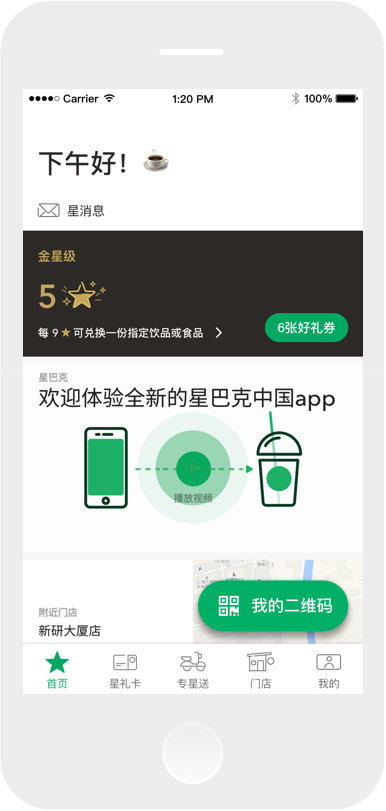 Carrier 1:20 PM 100%
下午好！
星消息
金星级
5
每 9 ★ 可兑换一份指定饮品或食品
6张好礼券
星巴克
欢迎体验全新的星巴克中国app
播放视频
附近门店
新研大厦店
我的二维码
首页 星礼卡 专星送 门店 我的